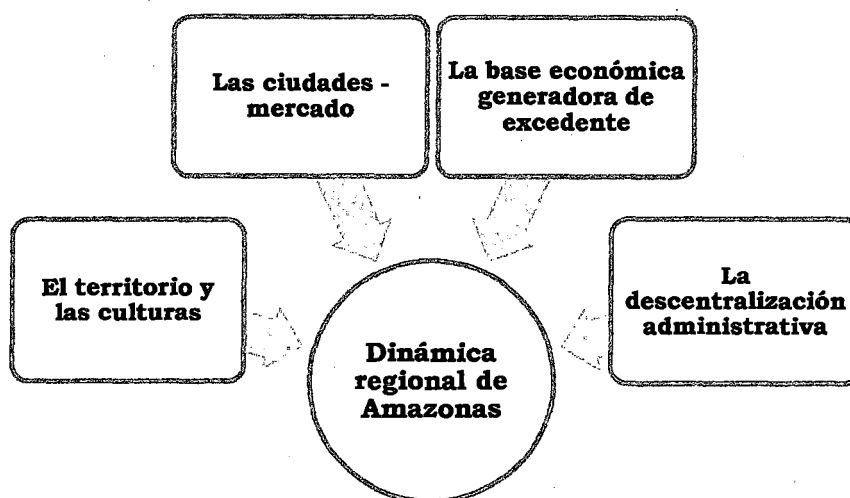 Las ciudades -
mercado
La base económica
generadora de
excedente
El territorio y
las culturas
La
descentralización
administrativa
Dinámica
regional de
Amazonas